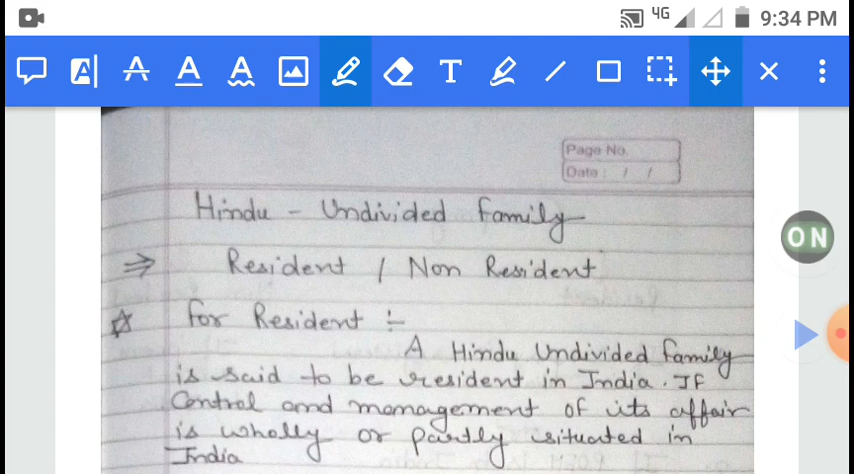 4G 9:34 PM
A A A A T
Page No.
Date : / /
Hindu - Undivided Family
⇒ Resident / Non Resident
☆ For Resident :-
A Hindu Undivided Family
is said to be resident in India. If
Control and management of its affair
is wholly or partly situated in
India
ON